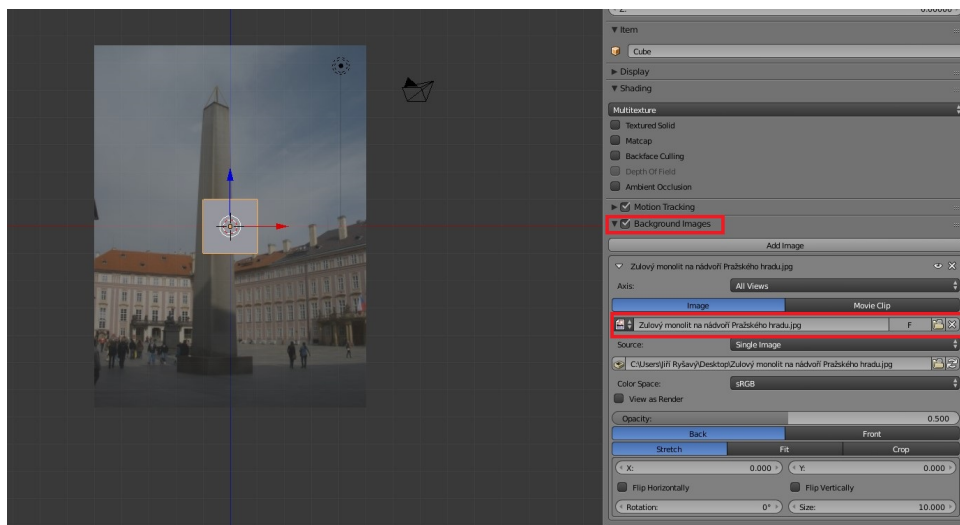 Z: 0.00000
Item
Cube
Display
Shading
Multitexture
Textured Solid
Matcap
Backface Culling
Depth Of Field
Ambient Occlusion
Motion Tracking
Background Images
Add Image
Zulový monolit na nádvoří Pražského hradu.jpg
Axis: All Views
Image Movie Clip
Zulový monolit na nádvoří Pražského hradu.jpg F
Source: Single Image
C:\Users\Jiří Ryšavý\Desktop\Zulový monolit na nádvoří Pražského hradu.jpg
Color Space: sRGB
View as Render
Opacity: 0.500
Back Front
Stretch Fit Crop
X: 0.000 Y: 0.000
Flip Horizontally Flip Vertically
Rotation: 0° Size: 10.000